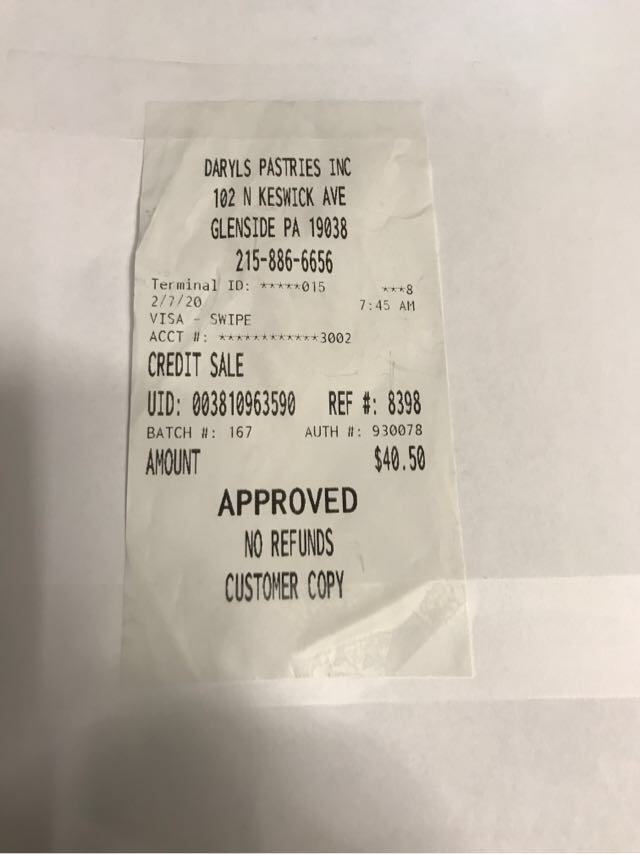 DARYLS PASTRIES INC
102 N KESWICK AVE
GLENSIDE PA 19038
215-886-6656
Terminal ID: *****015 ***8
2/7/20 7:45 AM
VISA - SWIPE
ACCT #: ************3002
CREDIT SALE
UID: 003810963590 REF #: 8398
BATCH #: 167 AUTH #: 930078
AMOUNT $40.50
APPROVED
NO REFUNDS
CUSTOMER COPY